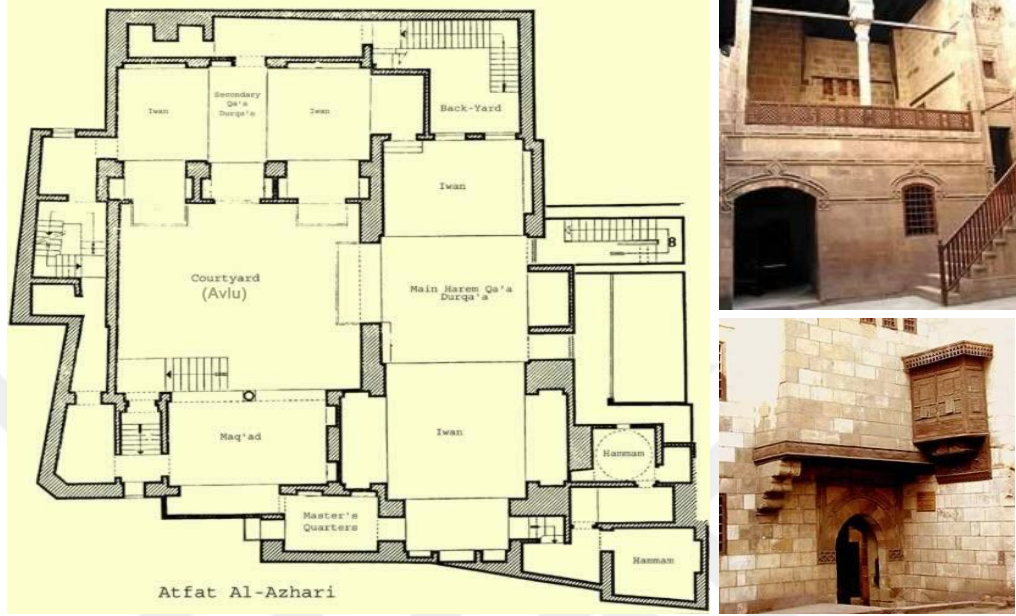 Secondary
Qa'a
Durqa'a
Iwan
Iwan
Back-Yard
Iwan
8
Courtyard
(Avlu)
Main Harem Qa'a
Durqa'a
Maq'ad
Iwan
Hammam
Master's
Quarters
Hammam
Atfat Al-Azhari